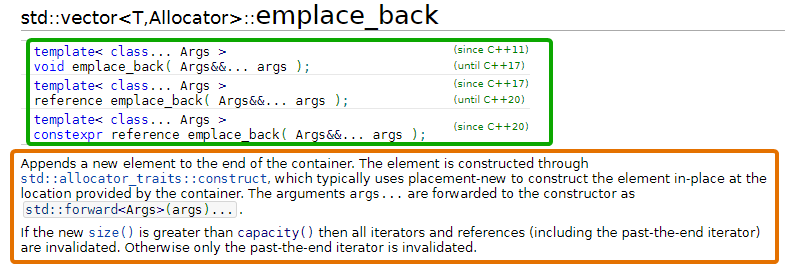 std::vector<T,Allocator>::emplace_back
template< class... Args > (since C++11)
void emplace_back( Args&&... args ); (until C++17)
template< class... Args > (since C++17)
reference emplace_back( Args&&... args ); (until C++20)
template< class... Args > (since C++20)
constexpr reference emplace_back( Args&&... args );
Appends a new element to the end of the container. The element is constructed through
std::allocator_traits::construct, which typically uses placement-new to construct the element in-place at the
location provided by the container. The arguments args... are forwarded to the constructor as
std::forward<Args>(args)... .
If the new size() is greater than capacity() then all iterators and references (including the past-the-end iterator)
are invalidated. Otherwise only the past-the-end iterator is invalidated.